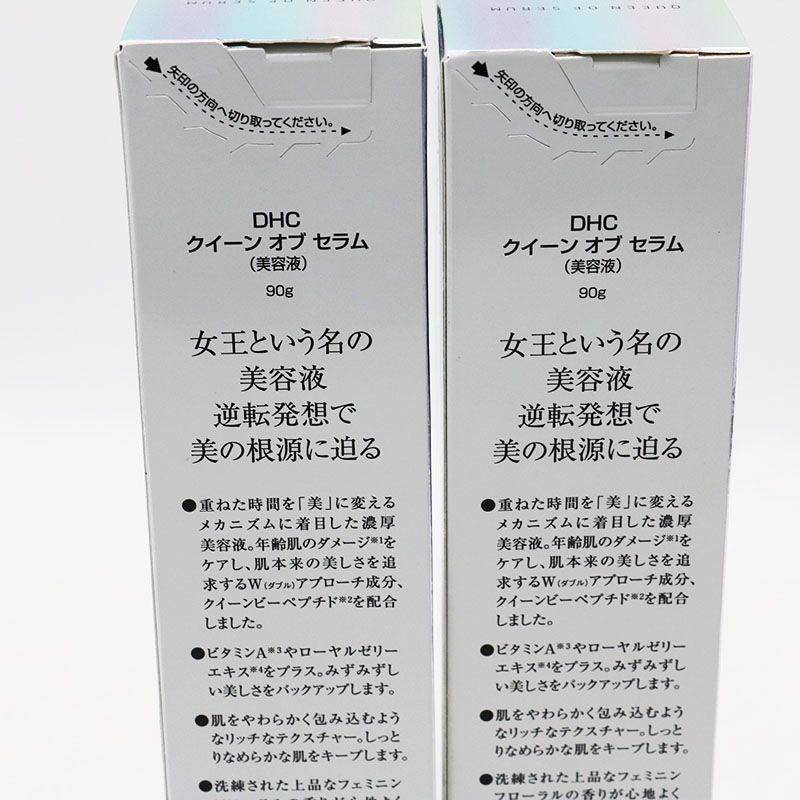 QUEEN OF SERUM
矢印の方向へ切り取ってください。
DHC
クイーン オブ セラム
(美容液)
90g
女王という名の
美容液
逆転発想で
美の根源に迫る
●重ねた時間を「美」に変える
メカニズムに着目した濃厚
美容液。年齢肌のダメージ※1を
ケアし、肌本来の美しさを追
求するW(ダブル)アプローチ成分、
クイーンビーペプチド※2を配合
しました。
●ビタミンA※3やローヤルゼリー
エキス※4をプラス。みずみずし
い美しさをバックアップします。
●肌をやわらかく包み込むよう
なリッチなテクスチャー。しっと
りなめらかな肌をキープします。
●洗練された上品なフェミニン
QUEEN OF SERUM
矢印の方向へ切り取ってください。
DHC
クイーン オブ セラム
(美容液)
90g
女王という名の
美容液
逆転発想で
美の根源に迫る
●重ねた時間を「美」に変える
メカニズムに着目した濃厚
美容液。年齢肌のダメージ※1を
ケアし、肌本来の美しさを追
求するW(ダブル)アプローチ成分、
クイーンビーペプチド※2を配合
しました。
●ビタミンA※3やローヤルゼリー
エキス※4をプラス。みずみずし
い美しさをバックアップします。
●肌をやわらかく包み込むよう
なリッチなテクスチャー。しっと
りなめらかな肌をキープします。
●洗練された上品なフェミニン
フローラルの香りが心地よく